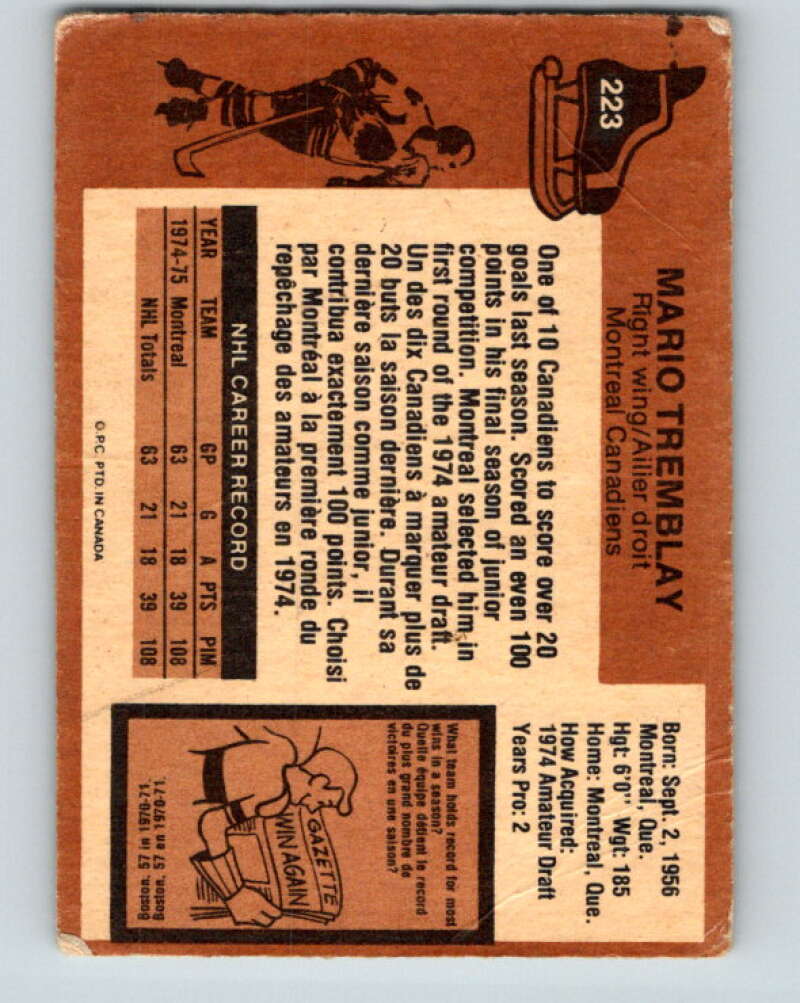 223
MARIO TREMBLAY
Right wing/Ailier droit
Montreal Canadiens
Born: Sept. 2, 1956
Montreal, Que.
Hgt: 6'0" Wgt: 185
Home: Montreal, Que.
How Acquired:
1974 Amateur Draft
Years Pro: 2
One of 10 Canadiens to score over 20
goals last season. Scored an even 100
points in his final season of junior
competition. Montreal selected him in
first round of the 1974 amateur draft.
Un des dix Canadiens à marquer plus de
20 buts la saison dernière. Durant sa
dernière saison comme junior, il
contribua exactement 100 points. Choisi
par Montréal à la première ronde du
repêchage des amateurs en 1974.
NHL CAREER RECORD
YEAR TEAM GP G A PTS PIM
1974-75 Montreal 63 21 18 39 108
NHL Totals 63 21 18 39 108
O.P.C. PTD. IN CANADA
What team holds record for most
wins in a season?
Quelle équipe détient le record
du plus grand nombre de
victoires en une saison?
GAZETTE
WIN AGAIN
Boston, 57 in 1970-71.
Boston, 57 en 1970-71.